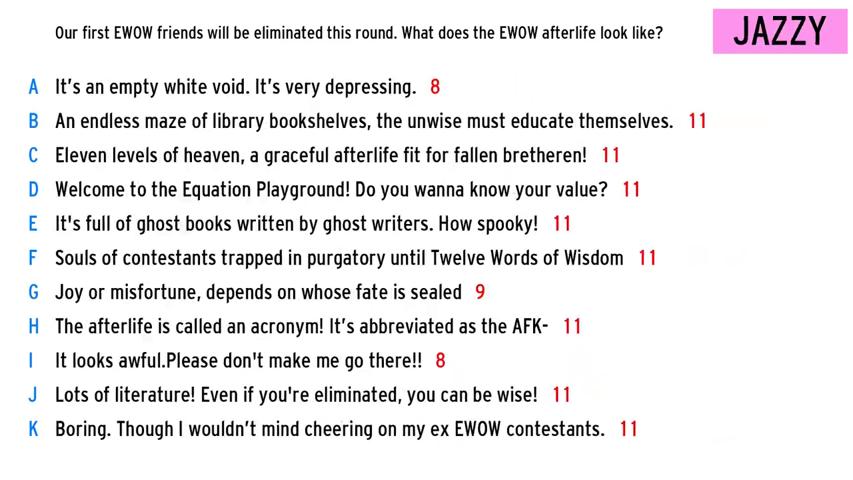 Our first EWOW friends will be eliminated this round. What does the EWOW afterlife look like?
JAZZY
A It's an empty white void. It's very depressing. 8
B An endless maze of library bookshelves, the unwise must educate themselves. 11
C Eleven levels of heaven, a graceful afterlife fit for fallen bretheren! 11
D Welcome to the Equation Playground! Do you wanna know your value? 11
E It's full of ghost books written by ghost writers. How spooky! 11
F Souls of contestants trapped in purgatory until Twelve Words of Wisdom 11
G Joy or misfortune, depends on whose fate is sealed 9
H The afterlife is called an acronym! It's abbreviated as the AFK- 11
I It looks awful.Please don't make me go there!! 8
J Lots of literature! Even if you're eliminated, you can be wise! 11
K Boring. Though I wouldn't mind cheering on my ex EWOW contestants. 11